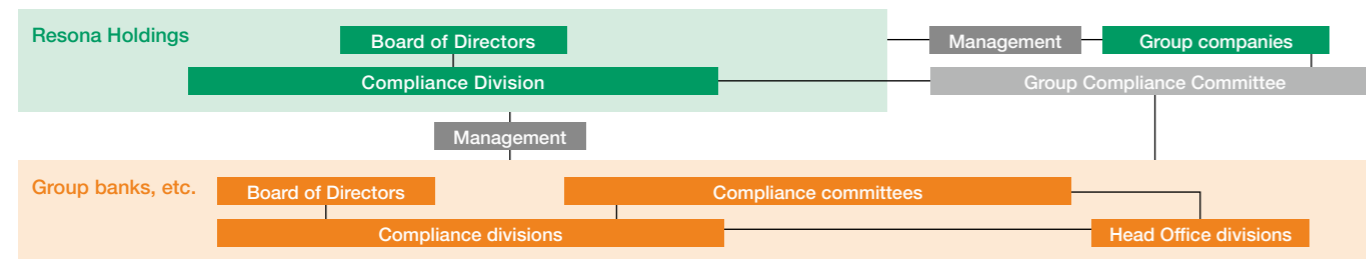 Resona Holdings
Board of Directors
Management
Group companies
Compliance Division
Group Compliance Committee
Management
Group banks, etc.
Board of Directors
Compliance committees
Compliance divisions
Head Office divisions